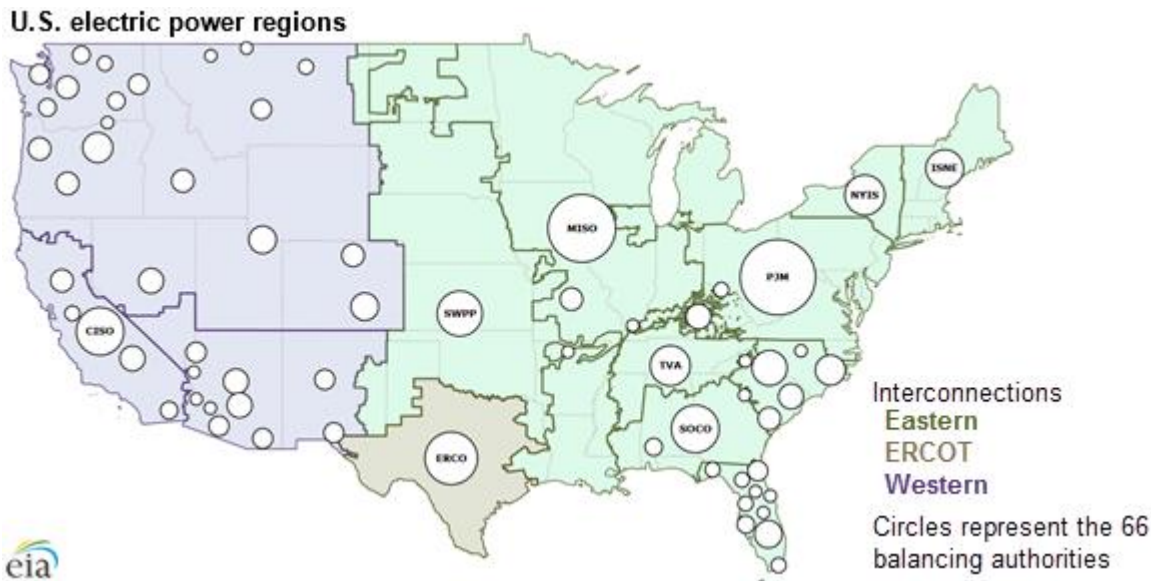 U.S. electric power regions
ISNE
NYIS
MISO
PJM
SWPP
CISO
TVA
SOCO
ERCO
Interconnections
Eastern
ERCOT
Western
Circles represent the 66
balancing authorities
eia